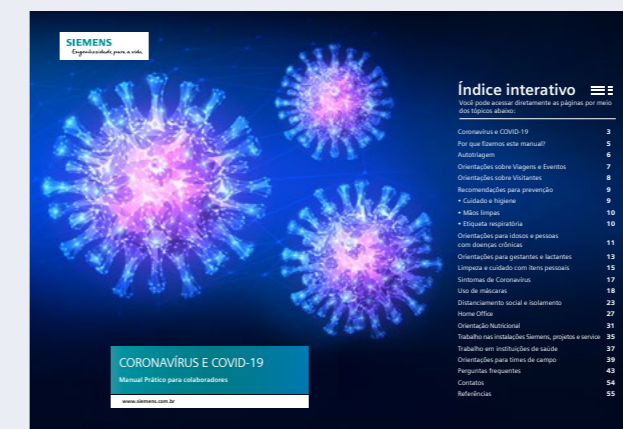 SIEMENS
Engenhosidade para a vida
CORONAVÍRUS E COVID-19
Manual Prático para colaboradores
www.siemens.com.br
Índice interativo
Você pode acessar diretamente as páginas por meio
dos tópicos abaixo:
Coronavírus e COVID-19 3
Por que fizemos este manual? 5
Autotriagem 6
Orientações sobre Viagens e Eventos 7
Orientações sobre Visitantes 8
Recomendações para prevenção 9
• Cuidado e higiene 9
• Mãos limpas 10
• Etiqueta respiratória 10
Orientações para idosos e pessoas
com doenças crônicas 11
Orientações para gestantes e lactantes 13
Limpeza e cuidado com itens pessoais 15
Sintomas de Coronavírus 17
Uso de máscaras 18
Distanciamento social e isolamento 23
Home Office 27
Orientação Nutricional 31
Trabalho nas instalações Siemens, projetos e service 35
Trabalho em instituições de saúde 37
Orientações para times de campo 39
Perguntas frequentes 43
Contatos 54
Referências 55